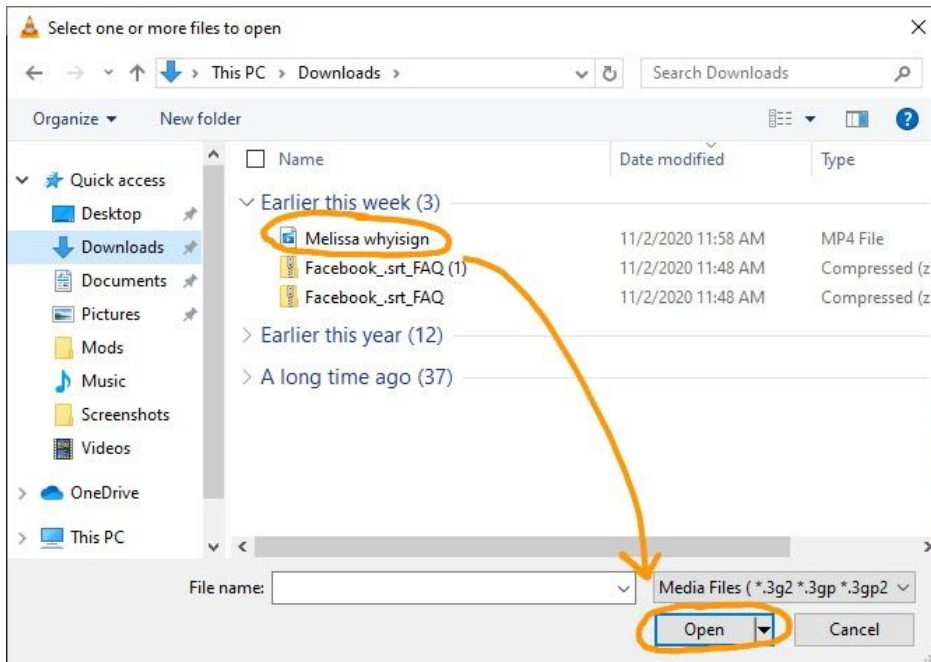 Select one or more files to open
This PC > Downloads >
Search Downloads
Organize
New folder
Name
Date modified
Type
Quick access
Desktop
Downloads
Documents
Pictures
Mods
Music
Screenshots
Videos
OneDrive
This PC
Earlier this week (3)
Melissa whyisign 11/2/2020 11:58 AM MP4 File
Facebook_.srt_FAQ (1) 11/2/2020 11:48 AM Compressed (z
Facebook_.srt_FAQ 11/2/2020 11:48 AM Compressed (z
Earlier this year (12)
A long time ago (37)
File name:
Media Files ( *.3g2 *.3gp *.3gp2
Open
Cancel